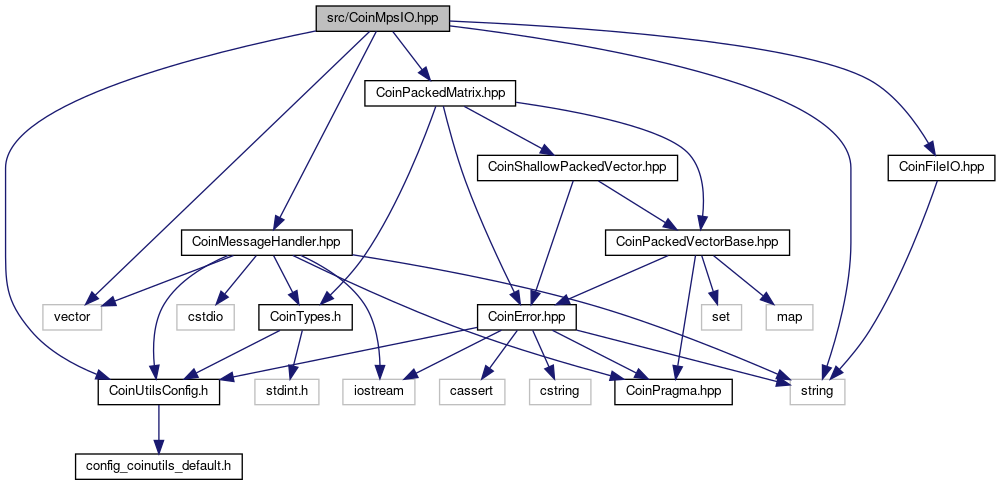 src/CoinMpsIO.hpp
CoinPackedMatrix.hpp
CoinShallowPackedVector.hpp
CoinFileIO.hpp
CoinMessageHandler.hpp
CoinPackedVectorBase.hpp
vector
cstdio
CoinTypes.h
CoinError.hpp
set
map
CoinUtilsConfig.h
stdint.h
iostream
cassert
cstring
CoinPragma.hpp
string
config_coinutils_default.h